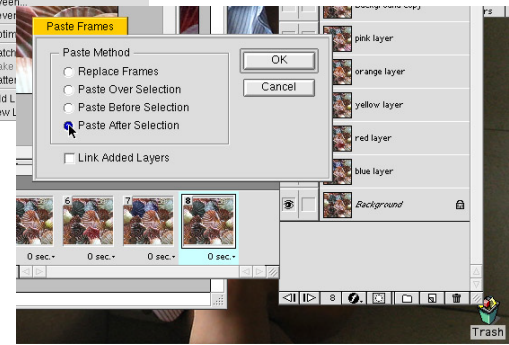 Paste Frames
Paste Method
Replace Frames
Paste Over Selection
Paste Before Selection
Paste After Selection
Link Added Layers
OK
Cancel
pink layer
orange layer
yellow layer
red layer
blue layer
Background
6
7
8
0 sec.
0 sec.
0 sec.
0 sec.
8
Trash